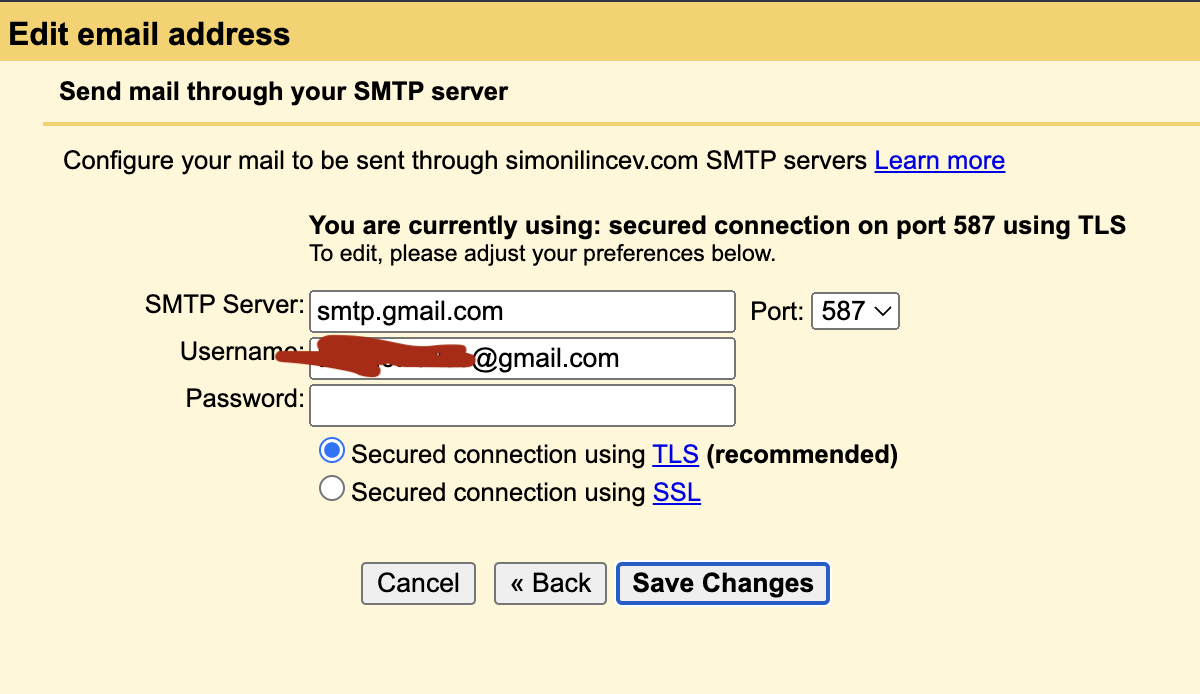 Edit email address
Send mail through your SMTP server
Configure your mail to be sent through simonilincev.com SMTP servers Learn more
You are currently using: secured connection on port 587 using TLS
To edit, please adjust your preferences below.
SMTP Server: smtp.gmail.com Port: 587
Username: @gmail.com
Password:
Secured connection using TLS (recommended)
Secured connection using SSL
Cancel « Back Save Changes